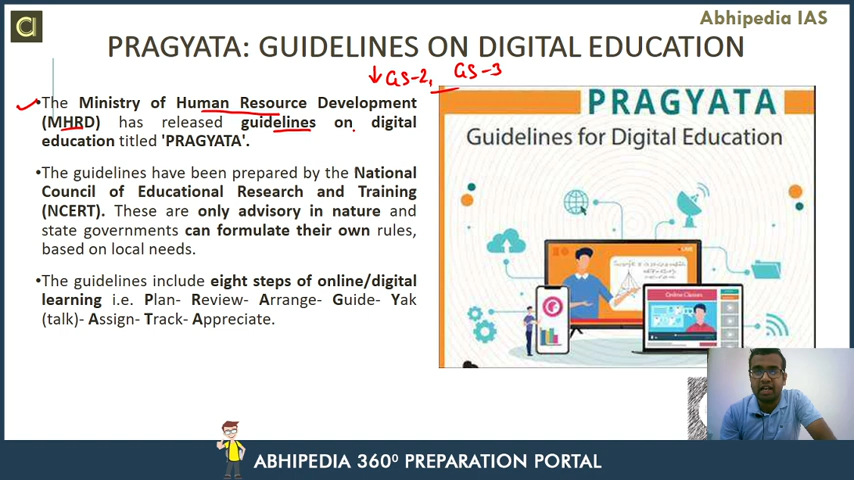 Abhipedia IAS
PRAGYATA: GUIDELINES ON DIGITAL EDUCATION
GS-2, GS-3
•The Ministry of Human Resource Development
(MHRD) has released guidelines on digital
education titled 'PRAGYATA'.
•The guidelines have been prepared by the National
Council of Educational Research and Training
(NCERT). These are only advisory in nature and
state governments can formulate their own rules,
based on local needs.
•The guidelines include eight steps of online/digital
learning i.e. Plan- Review- Arrange- Guide- Yak
(talk)- Assign- Track- Appreciate.
PRAGYATA
Guidelines for Digital Education
LIVE
Online Classes
ABHIPEDIA 360⁰ PREPARATION PORTAL